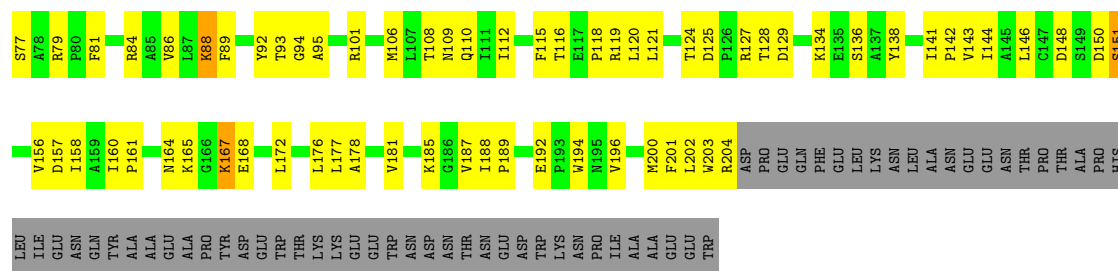 S77 A78 R79 P80 F81 R84 A85 V86 L87 K88 F89 Y92 T93 G94 A95 R101 M106 L107 T108 N109 Q110 I111 I112 F115 T116 E117 P118 R119 L120 L121 T124 D125 P126 R127 T128 D129 K134 E135 S136 A137 Y138 I141 P142 V143 I144 A145 L146 C147 D148 S149 D150 S151
V156 D157 I158 A159 I160 P161 N164 K165 G166 K167 E168 L172 L176 L177 A178 V181 K185 G186 V187 I188 P189 E192 P193 W194 N195 V196 M200 F201 L202 W203 R204 ASP PRO GLU GLN PHE GLU LEU LYS ASN LEU ALA ASN GLU GLU ASN THR PRO THR ALA PRO HIS
LEU ILE GLU ASN GLN TYR ALA ALA GLU ALA PRO TYR ASP GLU TRP THR LYS LYS GLU GLU TRP ASN ASP ASN THR ASN GLU ASP TRP LYS ASN PRO ILE ALA ALA GLU GLU TRP